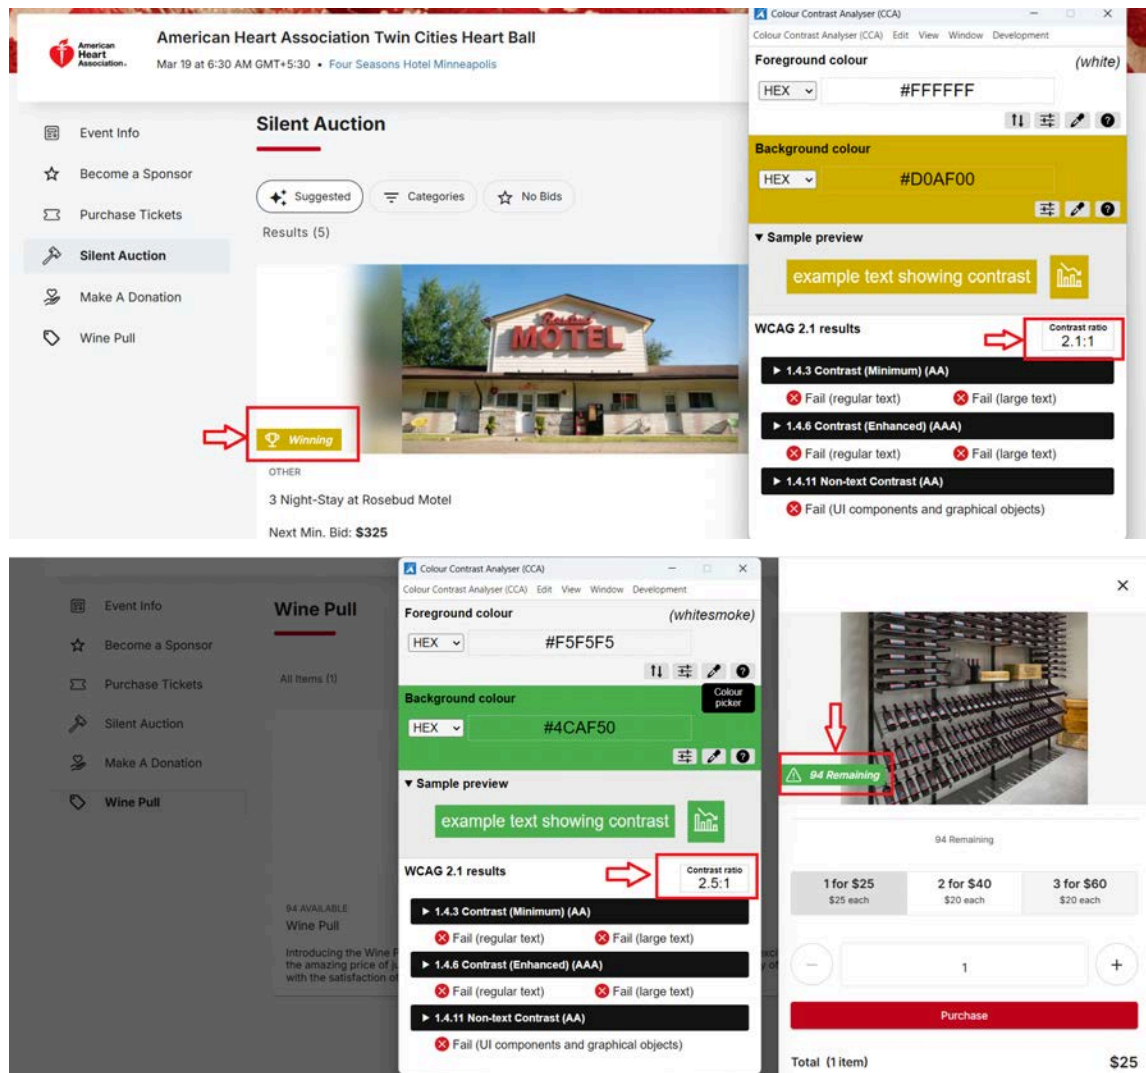 American
Heart
Association.
American Heart Association Twin Cities Heart Ball
Mar 19 at 6:30 AM GMT+5:30 • Four Seasons Hotel Minneapolis
Event Info
Become a Sponsor
Purchase Tickets
Silent Auction
Make A Donation
Wine Pull
Silent Auction
Suggested
Categories
No Bids
Results (5)
Rosebud
MOTEL
Winning
OTHER
3 Night-Stay at Rosebud Motel
Next Min. Bid: $325
Colour Contrast Analyser (CCA)
Colour Contrast Analyser (CCA) Edit View Window Development
Foreground colour (white)
HEX #FFFFFF
Background colour
HEX #D0AF00
Sample preview
example text showing contrast
WCAG 2.1 results
Contrast ratio
2.1:1
1.4.3 Contrast (Minimum) (AA)
Fail (regular text) Fail (large text)
1.4.6 Contrast (Enhanced) (AAA)
Fail (regular text) Fail (large text)
1.4.11 Non-text Contrast (AA)
Fail (UI components and graphical objects)
Event Info
Become a Sponsor
Purchase Tickets
Silent Auction
Make A Donation
Wine Pull
Wine Pull
All Items (1)
94 AVAILABLE
Wine Pull
Introducing the Wine
the amazing price of
with the satisfaction of
Colour Contrast Analyser (CCA)
Colour Contrast Analyser (CCA) Edit View Window Development
Foreground colour (whitesmoke)
HEX #F5F5F5
Colour
picker
Background colour
HEX #4CAF50
Sample preview
example text showing contrast
WCAG 2.1 results
Contrast ratio
2.5:1
1.4.3 Contrast (Minimum) (AA)
Fail (regular text) Fail (large text)
1.4.6 Contrast (Enhanced) (AAA)
Fail (regular text) Fail (large text)
1.4.11 Non-text Contrast (AA)
Fail (UI components and graphical objects)
94 Remaining
94 Remaining
1 for $25 2 for $40 3 for $60
$25 each $20 each $20 each
1
Purchase
Total (1 item) $25